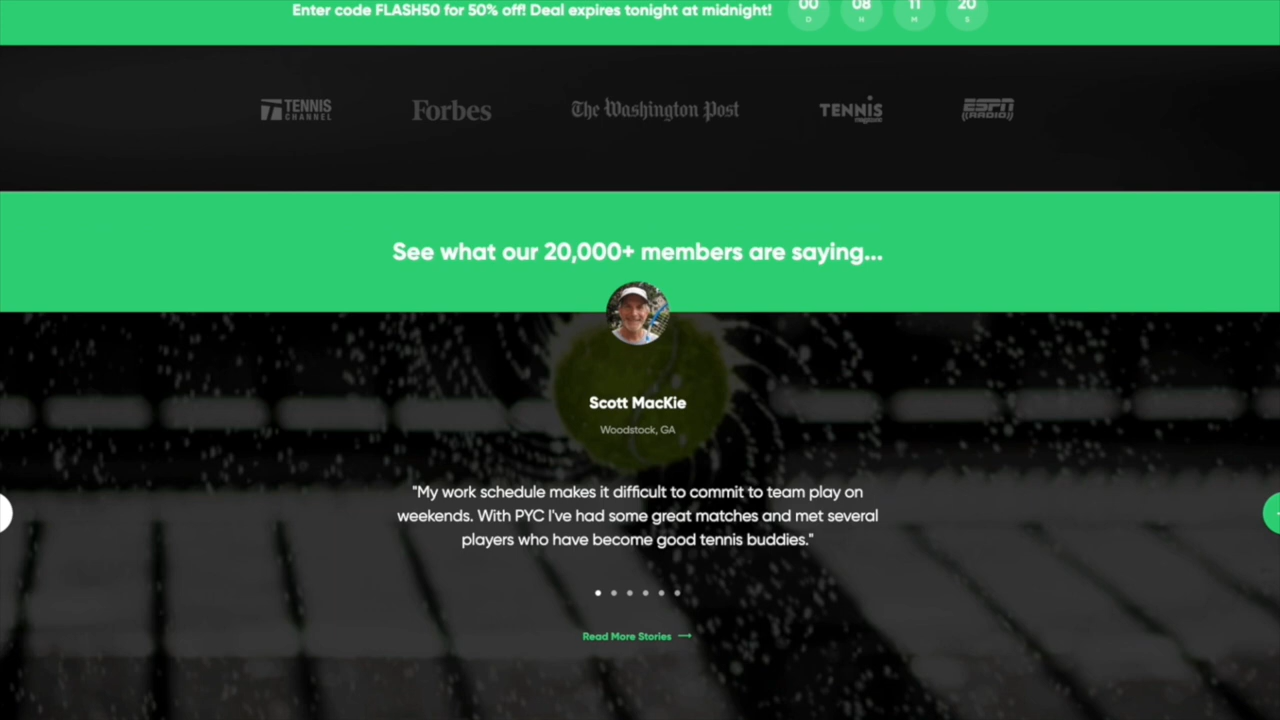 Enter code FLASH50 for 50% off! Deal expires tonight at midnight!
00 08 11 20
D H M S
TENNIS CHANNEL
Forbes
The Washington Post
TENNIS magazine
ESPN RADIO
See what our 20,000+ members are saying...
Scott MacKie
Woodstock, GA
"My work schedule makes it difficult to commit to team play on
weekends. With PYC I've had some great matches and met several
players who have become good tennis buddies."
Read More Stories →